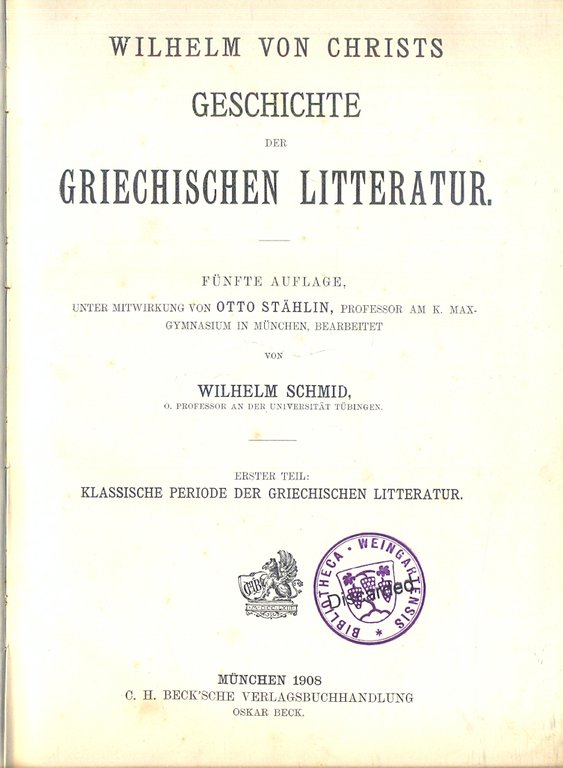 WILHELM VON CHRISTS
GESCHICHTE
DER
GRIECHISCHEN LITTERATUR.
FÜNFTE AUFLAGE,
UNTER MITWIRKUNG VON OTTO STÄHLIN, PROFESSOR AM K. MAX-
GYMNASIUM IN MÜNCHEN, BEARBEITET
VON
WILHELM SCHMID,
O. PROFESSOR AN DER UNIVERSITÄT TÜBINGEN.
ERSTER TEIL:
KLASSISCHE PERIODE DER GRIECHISCHEN LITTERATUR.
BIBLIOTHECA · WEINGARTENSIS *
Discarded
MÜNCHEN 1908
C. H. BECK'SCHE VERLAGSBUCHHANDLUNG
OSKAR BECK.